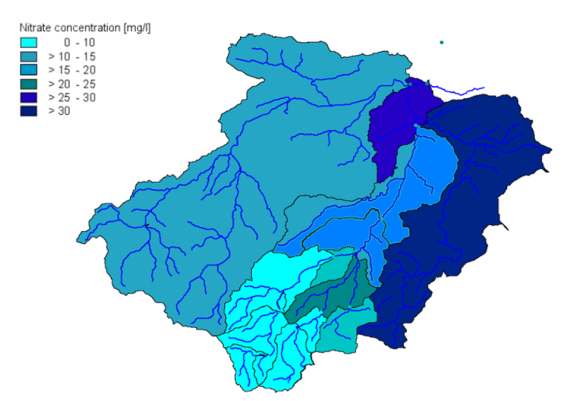 Nitrate concentration [mg/l]
0 - 10
> 10 - 15
> 15 - 20
> 20 - 25
> 25 - 30
> 30